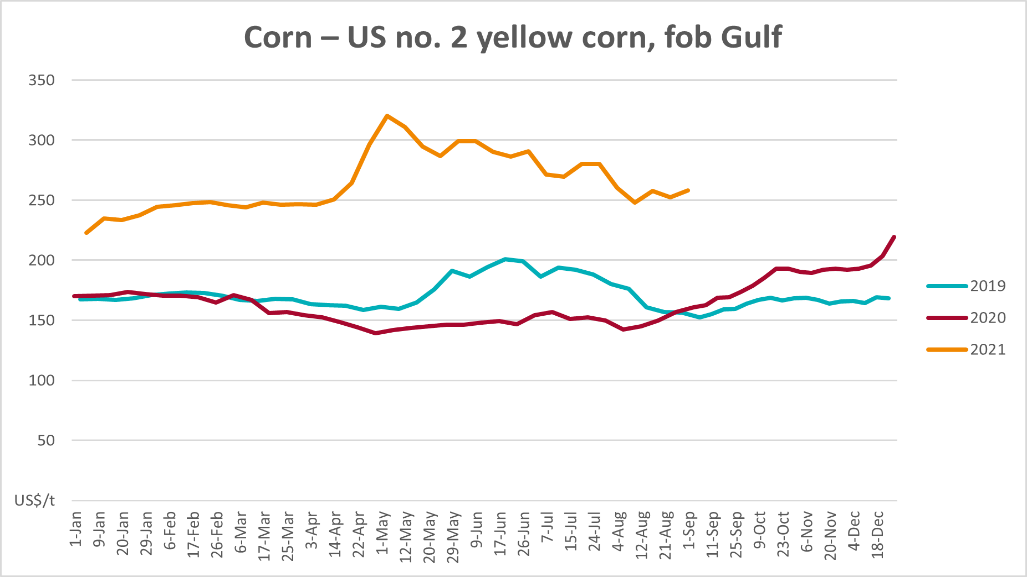 Corn – US no. 2 yellow corn, fob Gulf
350
300
250
200
150
100
50
US$/t
2019
2020
2021
1-Jan
9-Jan
20-Jan
29-Jan
6-Feb
17-Feb
26-Feb
6-Mar
16-Mar
25-Mar
3-Apr
14-Apr
22-Apr
1-May
12-May
20-May
29-May
9-Jun
17-Jun
26-Jun
7-Jul
15-Jul
24-Jul
4-Aug
12-Aug
21-Aug
1-Sep
11-Sep
25-Sep
9-Oct
23-Oct
6-Nov
20-Nov
4-Dec
18-Dec